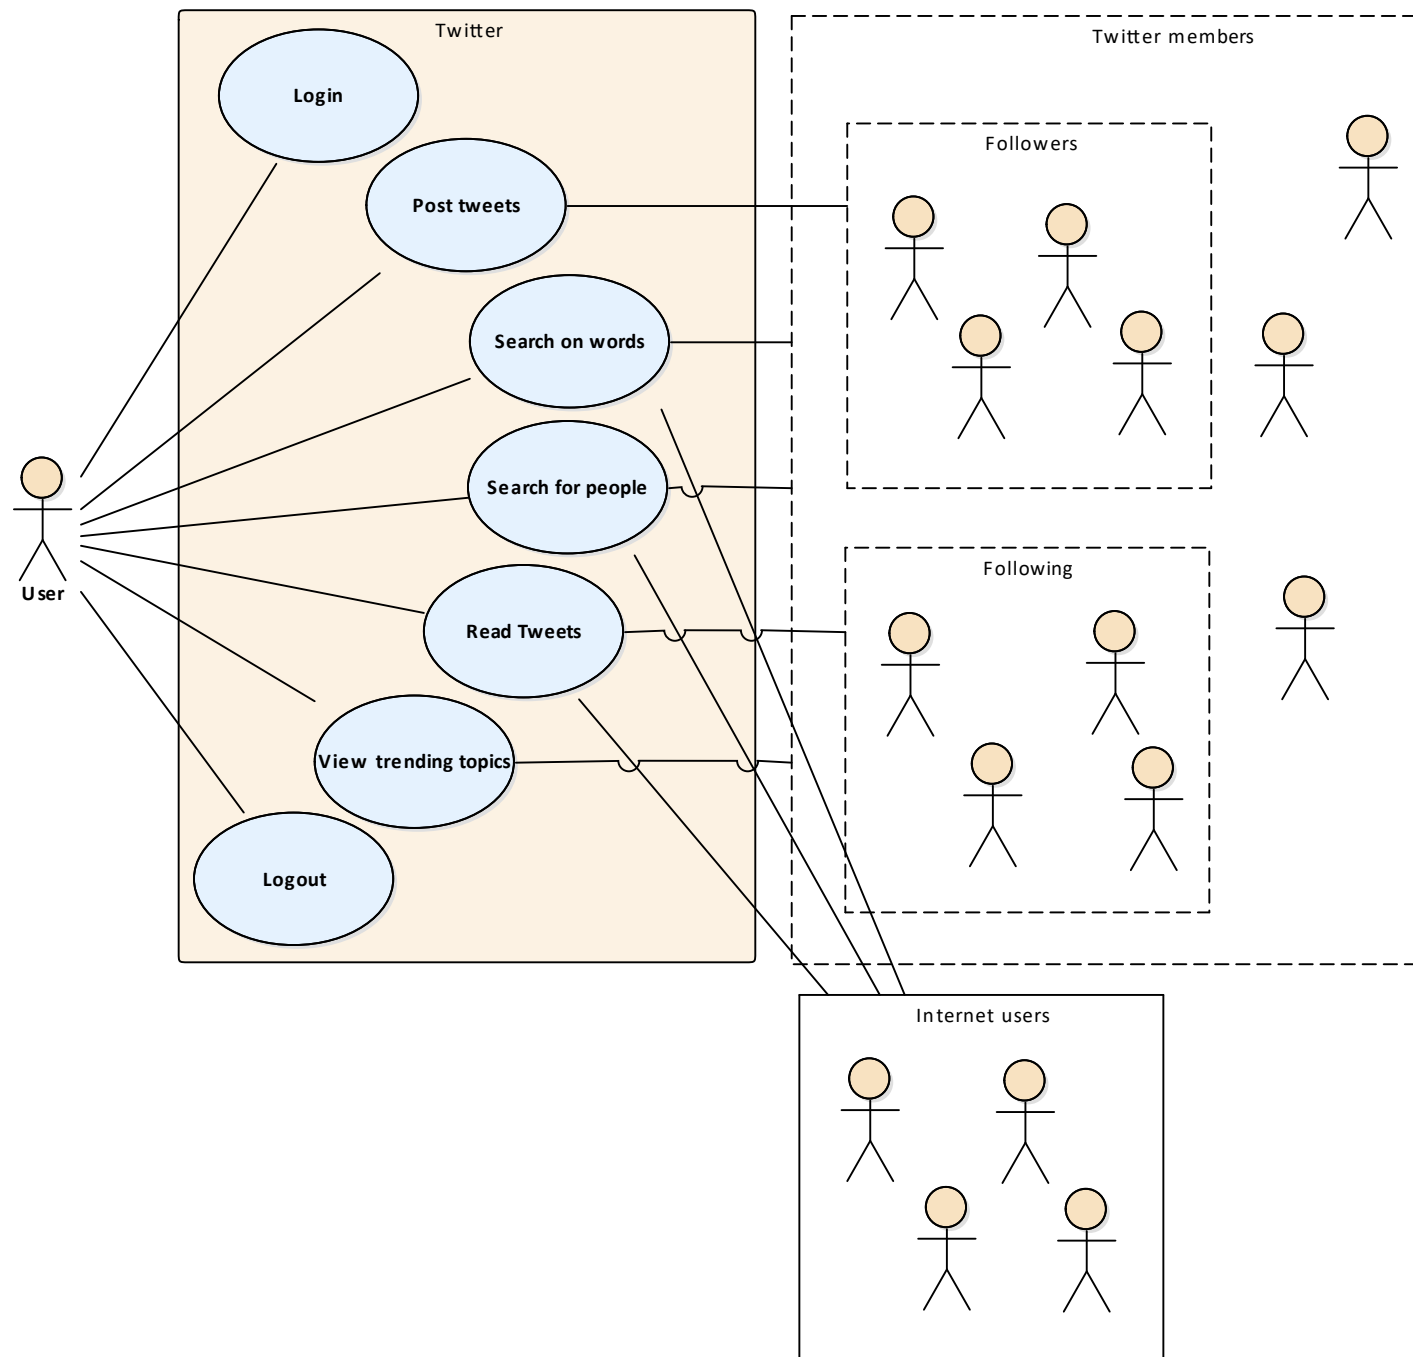 Twitter
Twitter members
Login
Followers
Post tweets
Search on words
Search for people
User
Following
Read Tweets
View trending topics
Logout
Internet users